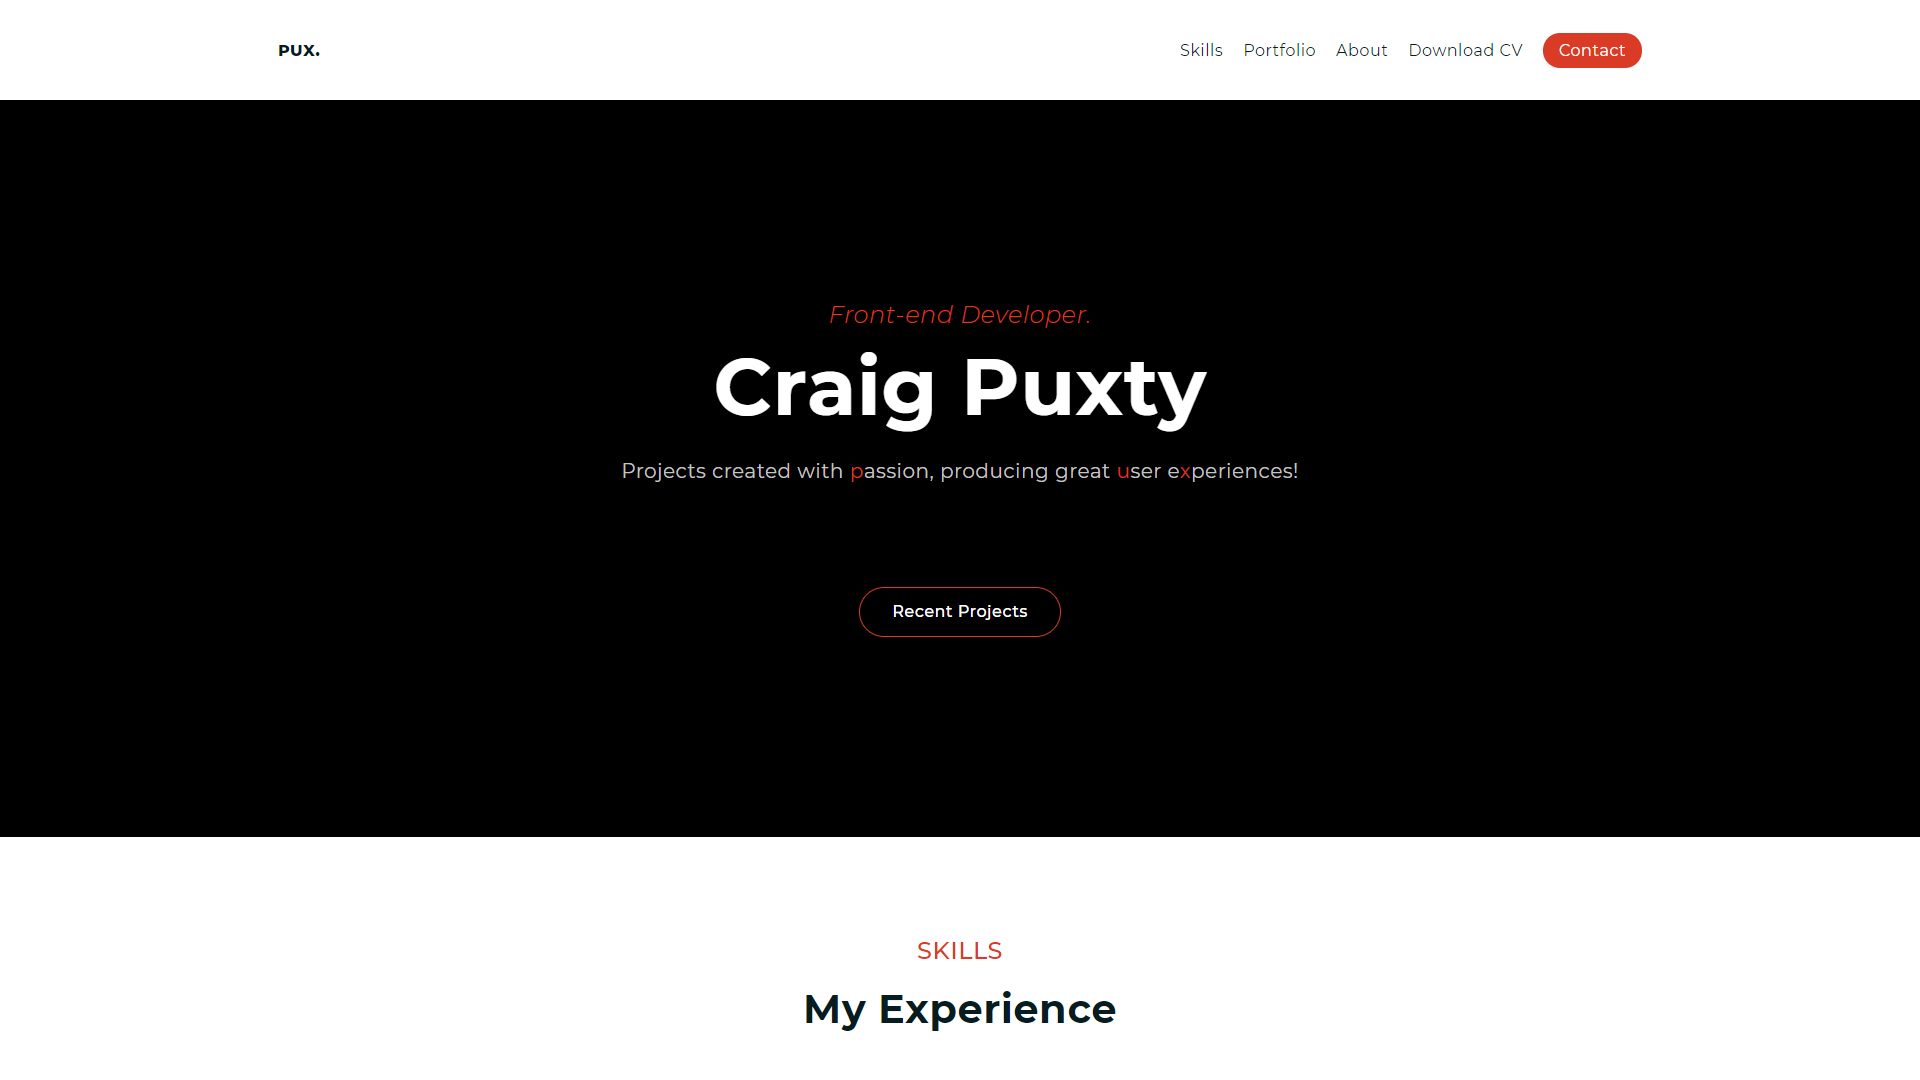 PUX.
Skills Portfolio About Download CV Contact
Front-end Developer.
Craig Puxty
Projects created with passion, producing great user experiences!
Recent Projects
SKILLS
My Experience